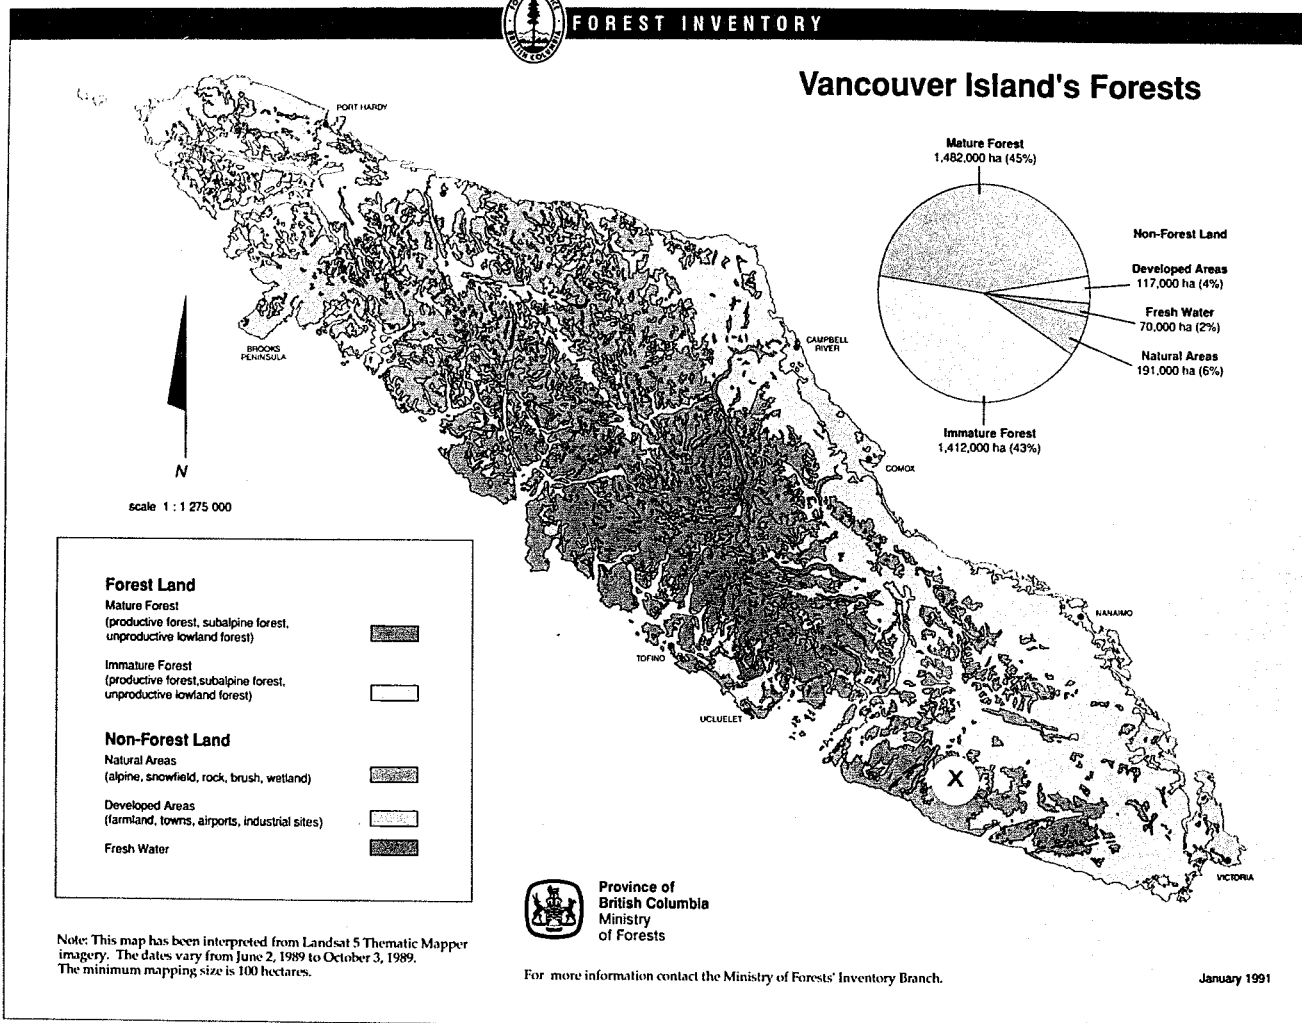 FOREST INVENTORY
BRITISH COLUMBIA
Vancouver Island's Forests
PORT HARDY
BROOKS
PENINSULA
CAMPBELL
RIVER
COMOX
NANAIMO
TOFINO
UCLUELET
VICTORIA
X
Mature Forest
1,482,000 ha (45%)
Non-Forest Land
Developed Areas
117,000 ha (4%)
Fresh Water
70,000 ha (2%)
Natural Areas
191,000 ha (6%)
Immature Forest
1,412,000 ha (43%)
N
scale 1 : 1 275 000
Forest Land
Mature Forest
(productive forest, subalpine forest,
unproductive lowland forest)
Immature Forest
(productive forest,subalpine forest,
unproductive lowland forest)
Non-Forest Land
Natural Areas
(alpine, snowfield, rock, brush, wetland)
Developed Areas
(farmland, towns, airports, industrial sites)
Fresh Water
Province of
British Columbia
Ministry
of Forests
Note: This map has been interpreted from Landsat 5 Thematic Mapper
imagery. The dates vary from June 2, 1989 to October 3, 1989.
The minimum mapping size is 100 hectares.
For more information contact the Ministry of Forests' Inventory Branch.
January 1991